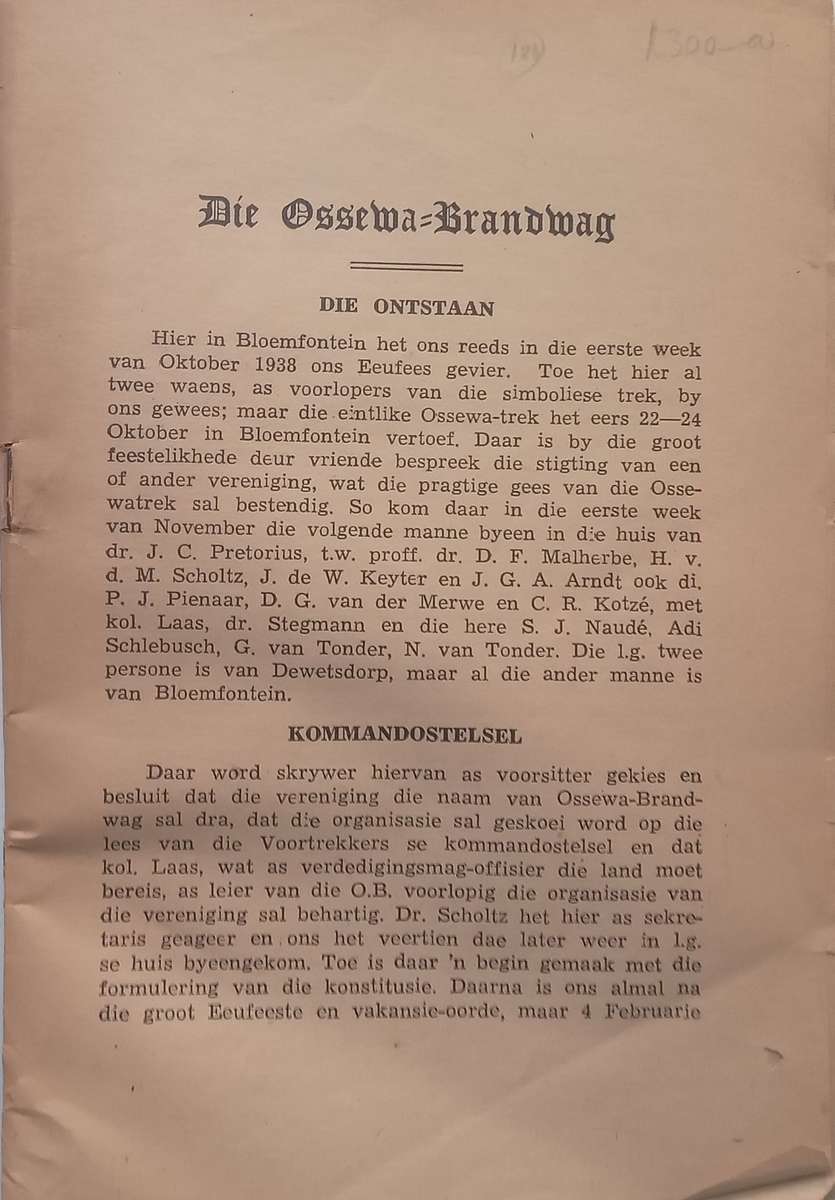 Die Ossewa-Brandwag
DIE ONTSTAAN
Hier in Bloemfontein het ons reeds in die eerste week
van Oktober 1938 ons Eeufees gevier. Toe het hier al
twee waens, as voorlopers van die simboliese trek, by
ons gewees; maar die eintlike Ossewa-trek het eers 22—24
Oktober in Bloemfontein vertoef. Daar is by die groot
feestelikhede deur vriende bespreek die stigting van een
of ander vereniging, wat die pragtige gees van die Osse-
watrek sal bestendig. So kom daar in die eerste week
van November die volgende manne byeen in die huis van
dr. J. C. Pretorius, t.w. proff. dr. D. F. Malherbe, H. v.
d. M. Scholtz, J. de W. Keyter en J. G. A. Arndt ook di.
P. J. Pienaar, D. G. van der Merwe en C. R. Kotzé, met
kol. Laas, dr. Stegmann en die here S. J. Naudé, Adi
Schlebusch, G. van Tonder, N. van Tonder. Die l.g. twee
persone is van Dewetsdorp, maar al die ander manne is
van Bloemfontein.
KOMMANDOSTELSEL
Daar word skrywer hiervan as voorsitter gekies en
besluit dat die vereniging die naam van Ossewa-Brand-
wag sal dra, dat die organisasie sal geskoei word op die
lees van die Voortrekkers se kommandostelsel en dat
kol. Laas, wat as verdedigingsmag-offisier die land moet
bereis, as leier van die O.B. voorlopig die organisasie van
die vereniging sal behartig. Dr. Scholtz het hier as sekre-
taris geageer en ons het veertien dae later weer in l.g.
se huis byeengekom. Toe is daar 'n begin gemaak met die
formulering van die konstitusie. Daarna is ons almal na
die groot Eeufeeste en vakansie-oorde, maar 4 Februarie